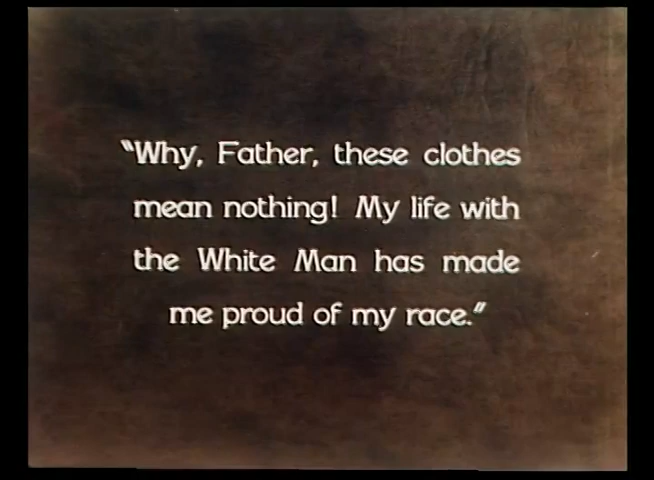 "Why, Father, these clothes
mean nothing! My life with
the White Man has made
me proud of my race."